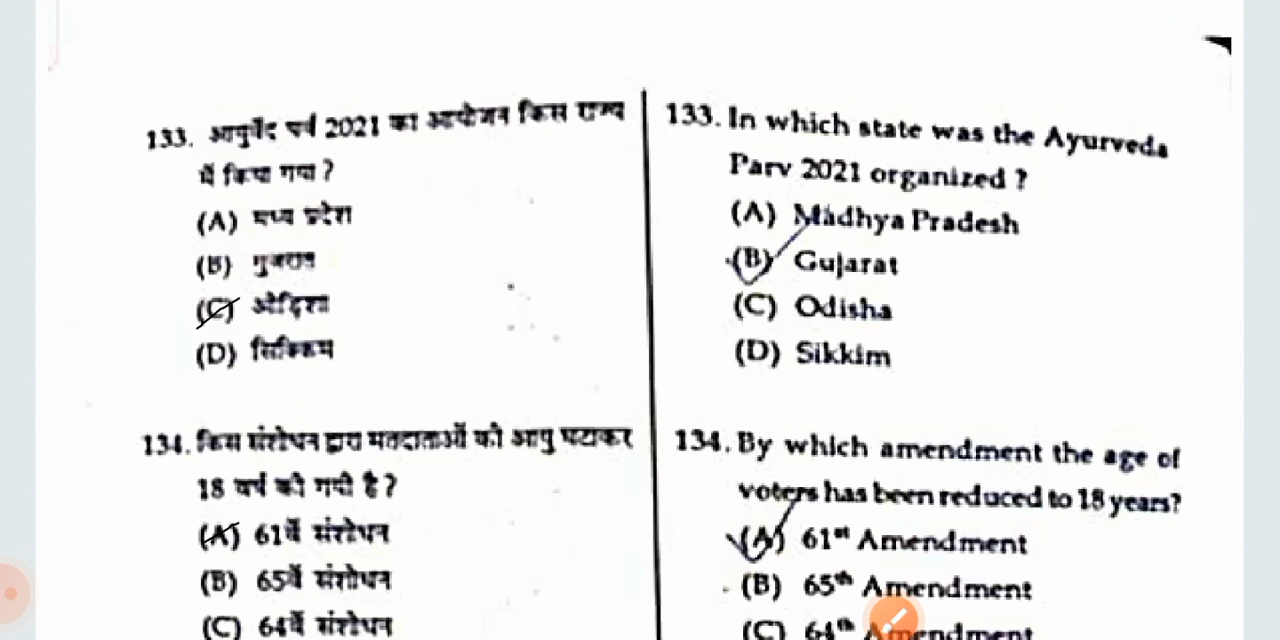 133. आयुर्वेद पर्व 2021 का आयोजन किस राज्य
में किया गया ?
(A) मध्य प्रदेश
(B) गुजरात
(C) ओडिशा
(D) सिक्किम
134. किस संशोधन द्वारा मतदाताओं की आयु घटाकर
18 वर्ष की गयी है ?
(A) 61वें संशोधन
(B) 65वें संशोधन
(C) 64वें संशोधन
133. In which state was the Ayurveda
Parv 2021 organized ?
(A) Madhya Pradesh
(B) Gujarat
(C) Odisha
(D) Sikkim
134. By which amendment the age of
voters has been reduced to 18 years?
(A) 61st Amendment
(B) 65th Amendment
(C) 64th Amendment